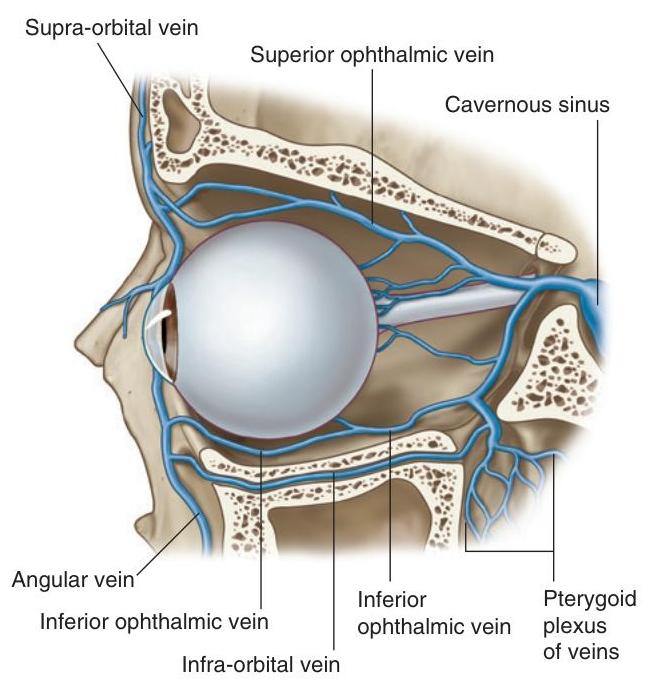 Supra-orbital vein
Superior ophthalmic vein
Cavernous sinus
Angular vein
Inferior ophthalmic vein
Infra-orbital vein
Inferior
ophthalmic vein
Pterygoid
plexus
of veins